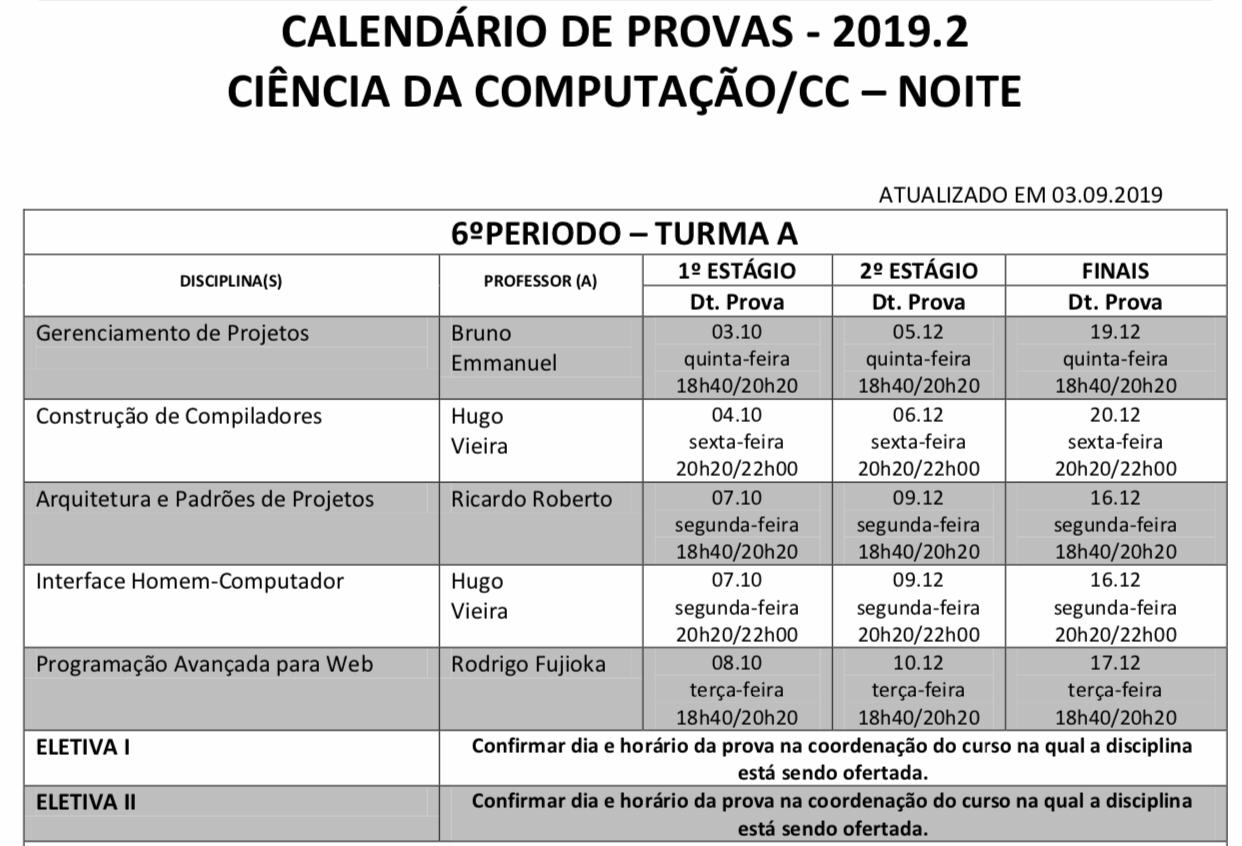 CALENDÁRIO DE PROVAS - 2019.2
CIÊNCIA DA COMPUTAÇÃO/CC – NOITE
ATUALIZADO EM 03.09.2019
6ºPERIODO – TURMA A
DISCIPLINA(S) PROFESSOR (A) 1º ESTÁGIO 2º ESTÁGIO FINAIS
Dt. Prova Dt. Prova Dt. Prova
Gerenciamento de Projetos Bruno 03.10 05.12 19.12
Emmanuel quinta-feira quinta-feira quinta-feira
18h40/20h20 18h40/20h20 18h40/20h20
Construção de Compiladores Hugo 04.10 06.12 20.12
Vieira sexta-feira sexta-feira sexta-feira
20h20/22h00 20h20/22h00 20h20/22h00
Arquitetura e Padrões de Projetos Ricardo Roberto 07.10 09.12 16.12
segunda-feira segunda-feira segunda-feira
18h40/20h20 18h40/20h20 18h40/20h20
Interface Homem-Computador Hugo 07.10 09.12 16.12
Vieira segunda-feira segunda-feira segunda-feira
20h20/22h00 20h20/22h00 20h20/22h00
Programação Avançada para Web Rodrigo Fujioka 08.10 10.12 17.12
terça-feira terça-feira terça-feira
18h40/20h20 18h40/20h20 18h40/20h20
ELETIVA I Confirmar dia e horário da prova na coordenação do curso na qual a disciplina
está sendo ofertada.
ELETIVA II Confirmar dia e horário da prova na coordenação do curso na qual a disciplina
está sendo ofertada.